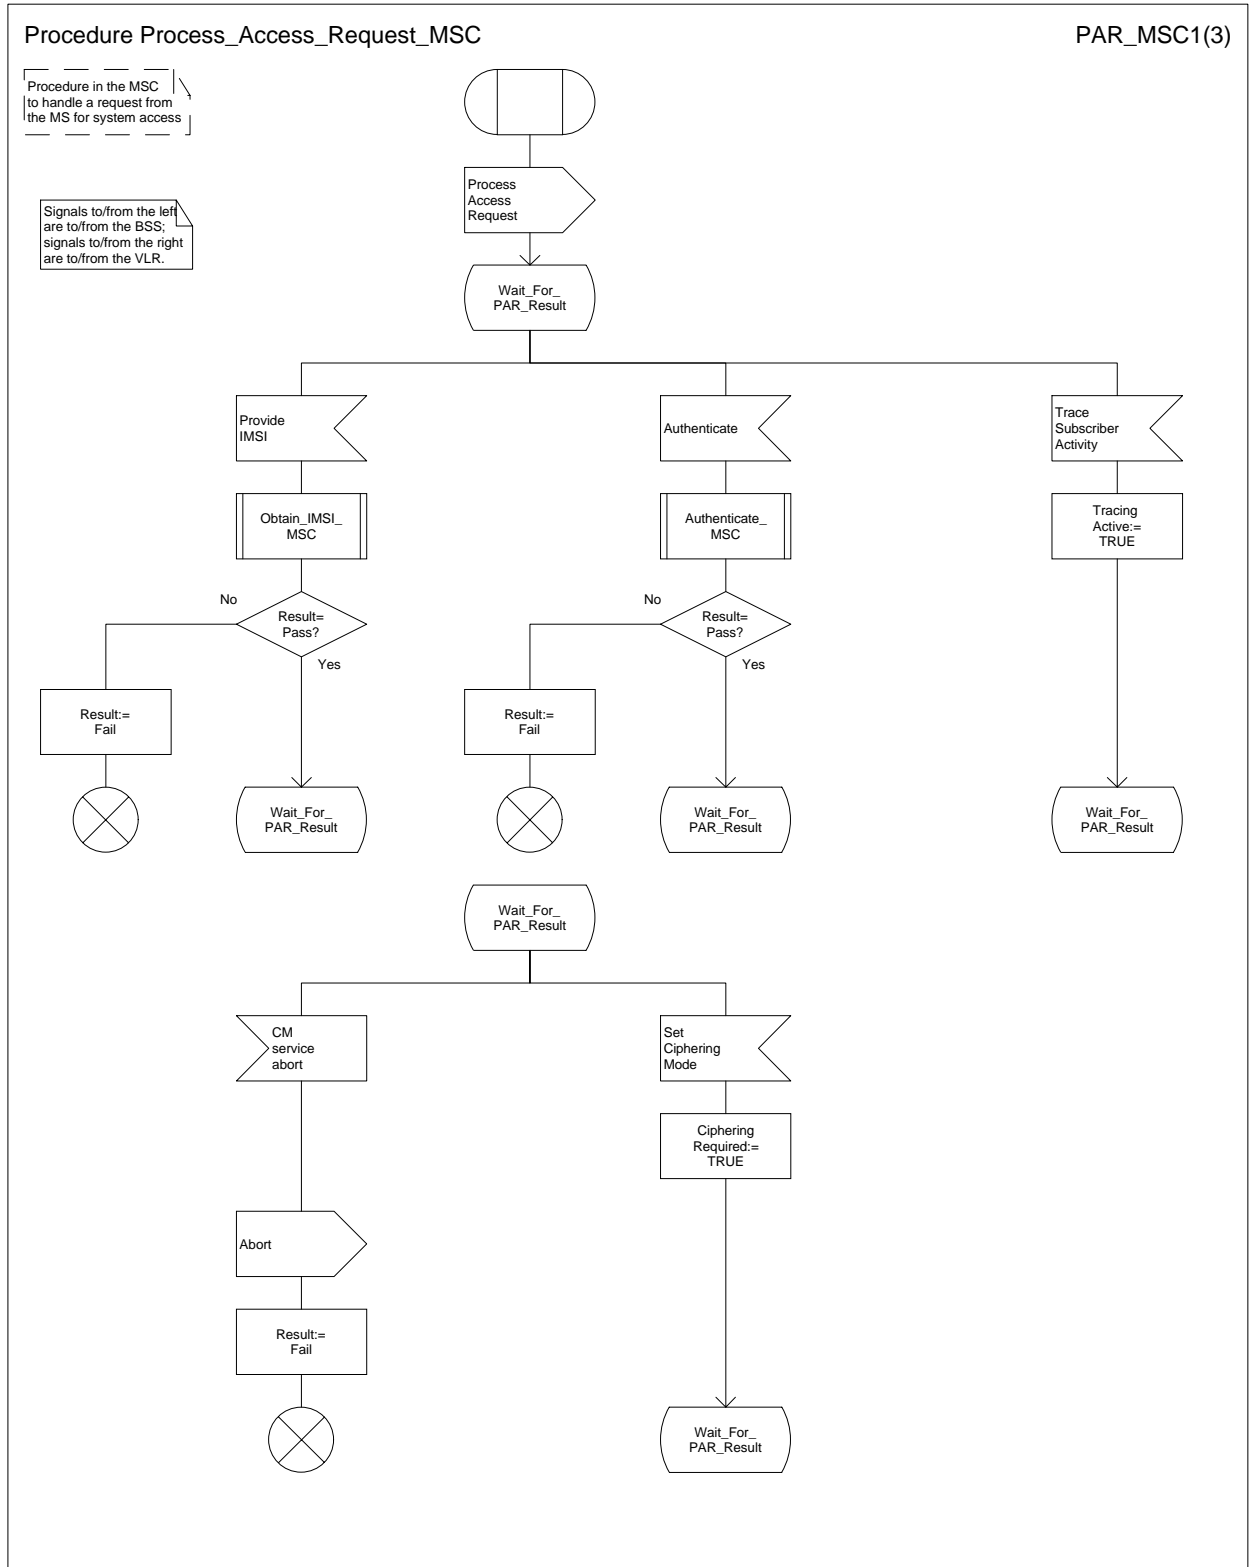 Procedure Process_Access_Request_MSC
PAR_MSC1(3)
Procedure in the MSC
to handle a request from
the MS for system access
Signals to/from the left
are to/from the BSS;
signals to/from the right
are to/from the VLR.
Process
Access
Request
Wait_For_
PAR_Result
Provide
IMSI
Authenticate
Trace
Subscriber
Activity
Obtain_IMSI_
MSC
Authenticate_
MSC
Tracing
Active:=
TRUE
No
Result=
Pass?
Yes
No
Result=
Pass?
Yes
Result:=
Fail
Result:=
Fail
Wait_For_
PAR_Result
Wait_For_
PAR_Result
Wait_For_
PAR_Result
Wait_For_
PAR_Result
CM
service
abort
Set
Ciphering
Mode
Ciphering
Required:=
TRUE
Abort
Result:=
Fail
Wait_For_
PAR_Result